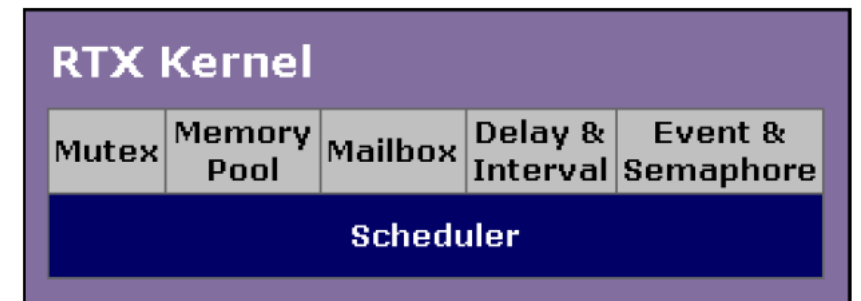 RTX Kernel
Mutex
Memory
Pool
Mailbox
Delay &
Interval
Event &
Semaphore
Scheduler